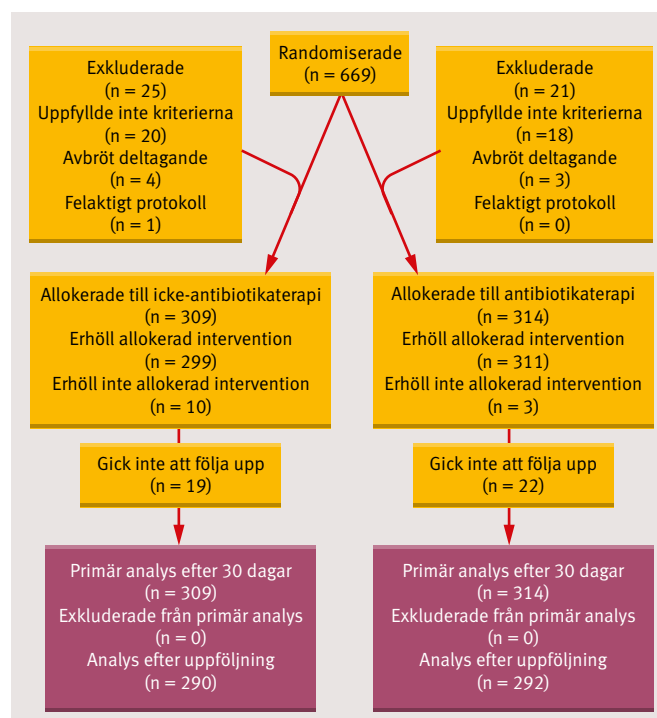 Randomiserade
(n = 669)
Exkluderade
(n = 25)
Uppfyllde inte kriterierna
(n = 20)
Avbröt deltagande
(n = 4)
Felaktigt protokoll
(n = 1)
Exkluderade
(n = 21)
Uppfyllde inte kriterierna
(n =18)
Avbröt deltagande
(n = 3)
Felaktigt protokoll
(n = 0)
Allokerade till icke-antibiotikaterapi
(n = 309)
Erhöll allokerad intervention
(n = 299)
Erhöll inte allokerad intervention
(n = 10)
Allokerade till antibiotikaterapi
(n = 314)
Erhöll allokerad intervention
(n = 311)
Erhöll inte allokerad intervention
(n = 3)
Gick inte att följa upp
(n = 19)
Gick inte att följa upp
(n = 22)
Primär analys efter 30 dagar
(n = 309)
Exkluderade från primär analys
(n = 0)
Analys efter uppföljning
(n = 290)
Primär analys efter 30 dagar
(n = 314)
Exkluderade från primär analys
(n = 0)
Analys efter uppföljning
(n = 292)